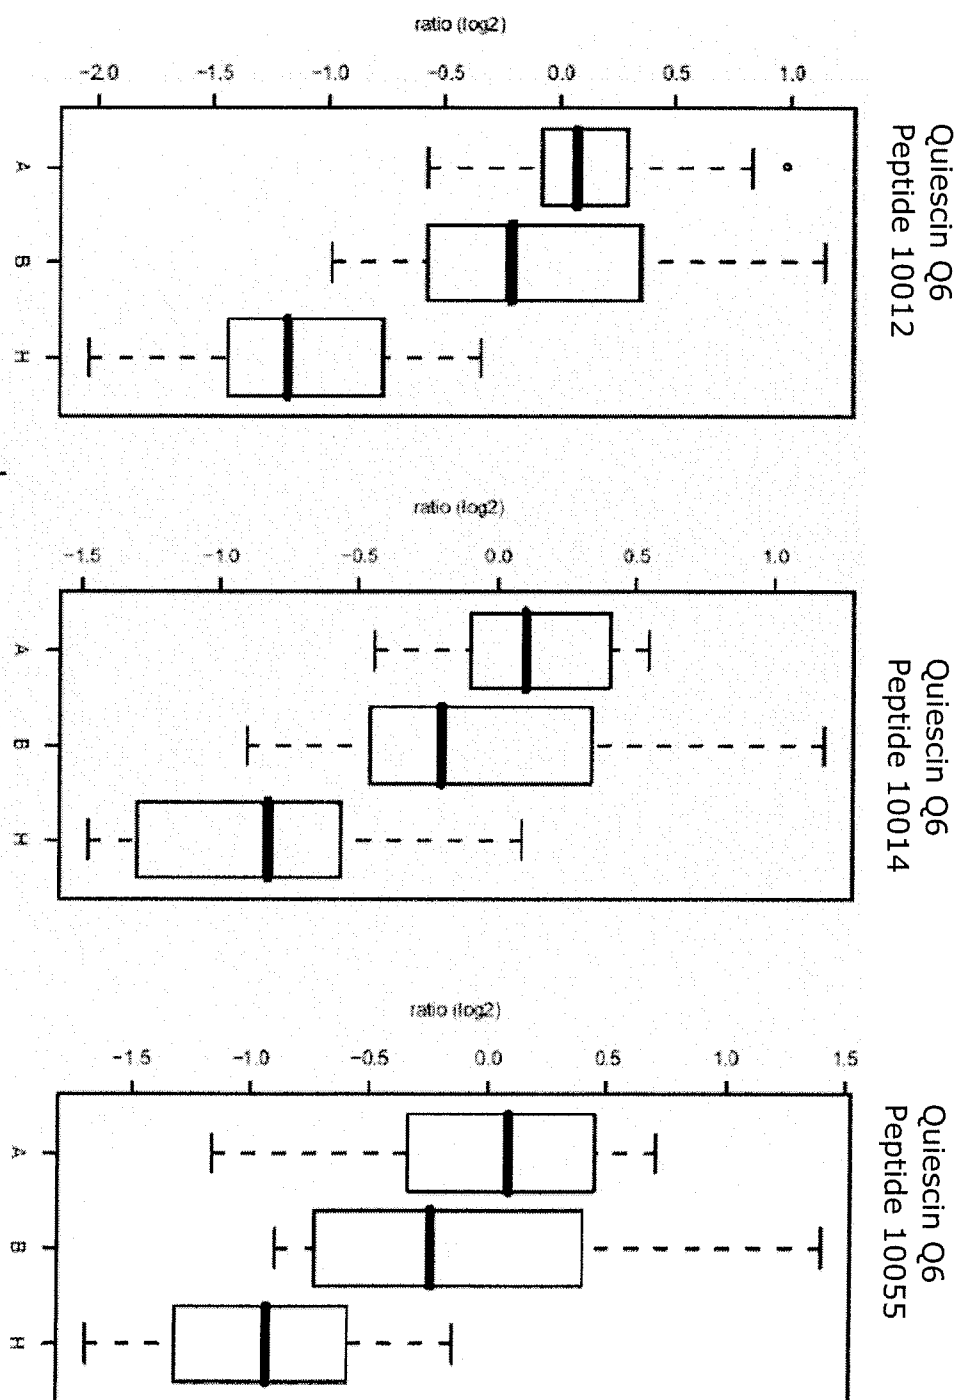 Quiescin Q6
Peptide 10012
ratio (log2)
−2.0 −1.5 −1.0 −0.5 0.0 0.5 1.0
A
B
H
Quiescin Q6
Peptide 10014
ratio (log2)
−1.5 −1.0 −0.5 0.0 0.5 1.0
A
B
H
Quiescin Q6
Peptide 10055
ratio (log2)
−1.5 −1.0 −0.5 0.0 0.5 1.0 1.5
A
B
H